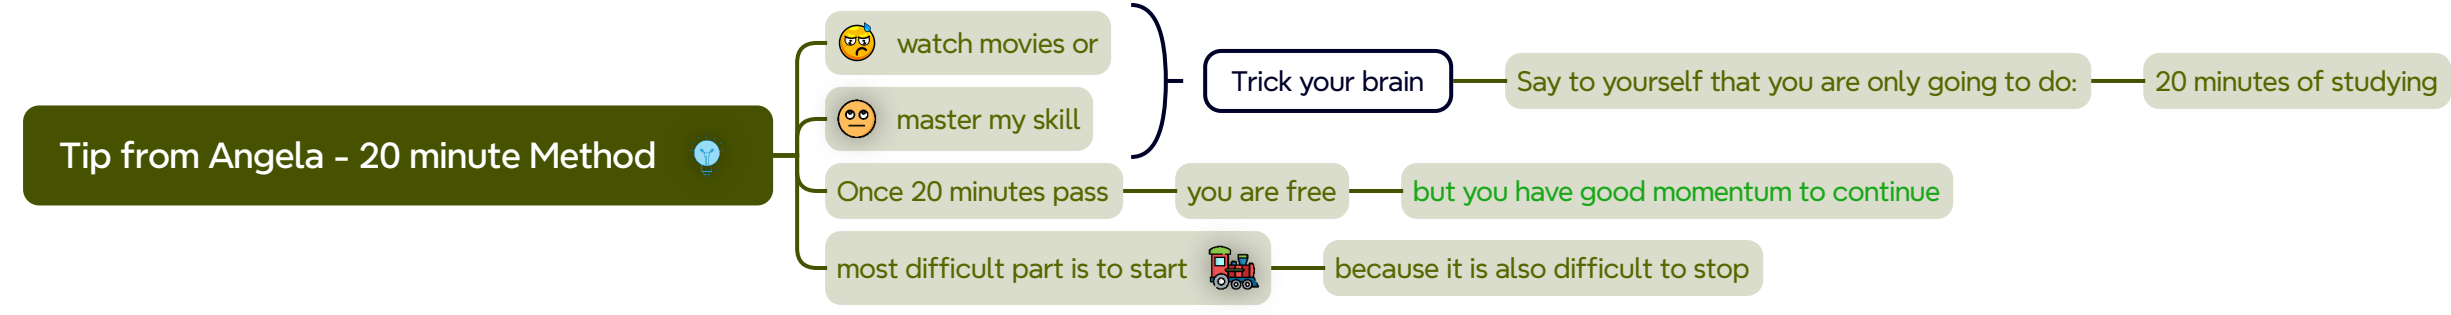 Tip from Angela - 20 minute Method
watch movies or
master my skill
Trick your brain
Say to yourself that you are only going to do:
20 minutes of studying
Once 20 minutes pass
you are free
but you have good momentum to continue
most difficult part is to start
because it is also difficult to stop